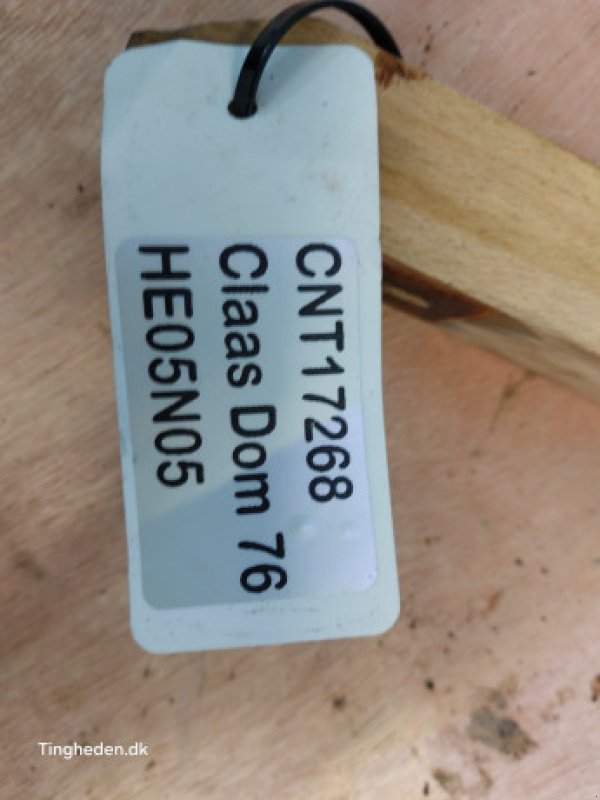 CNT17268
Claas Dom 76
HE05N05
Tingheden.dk